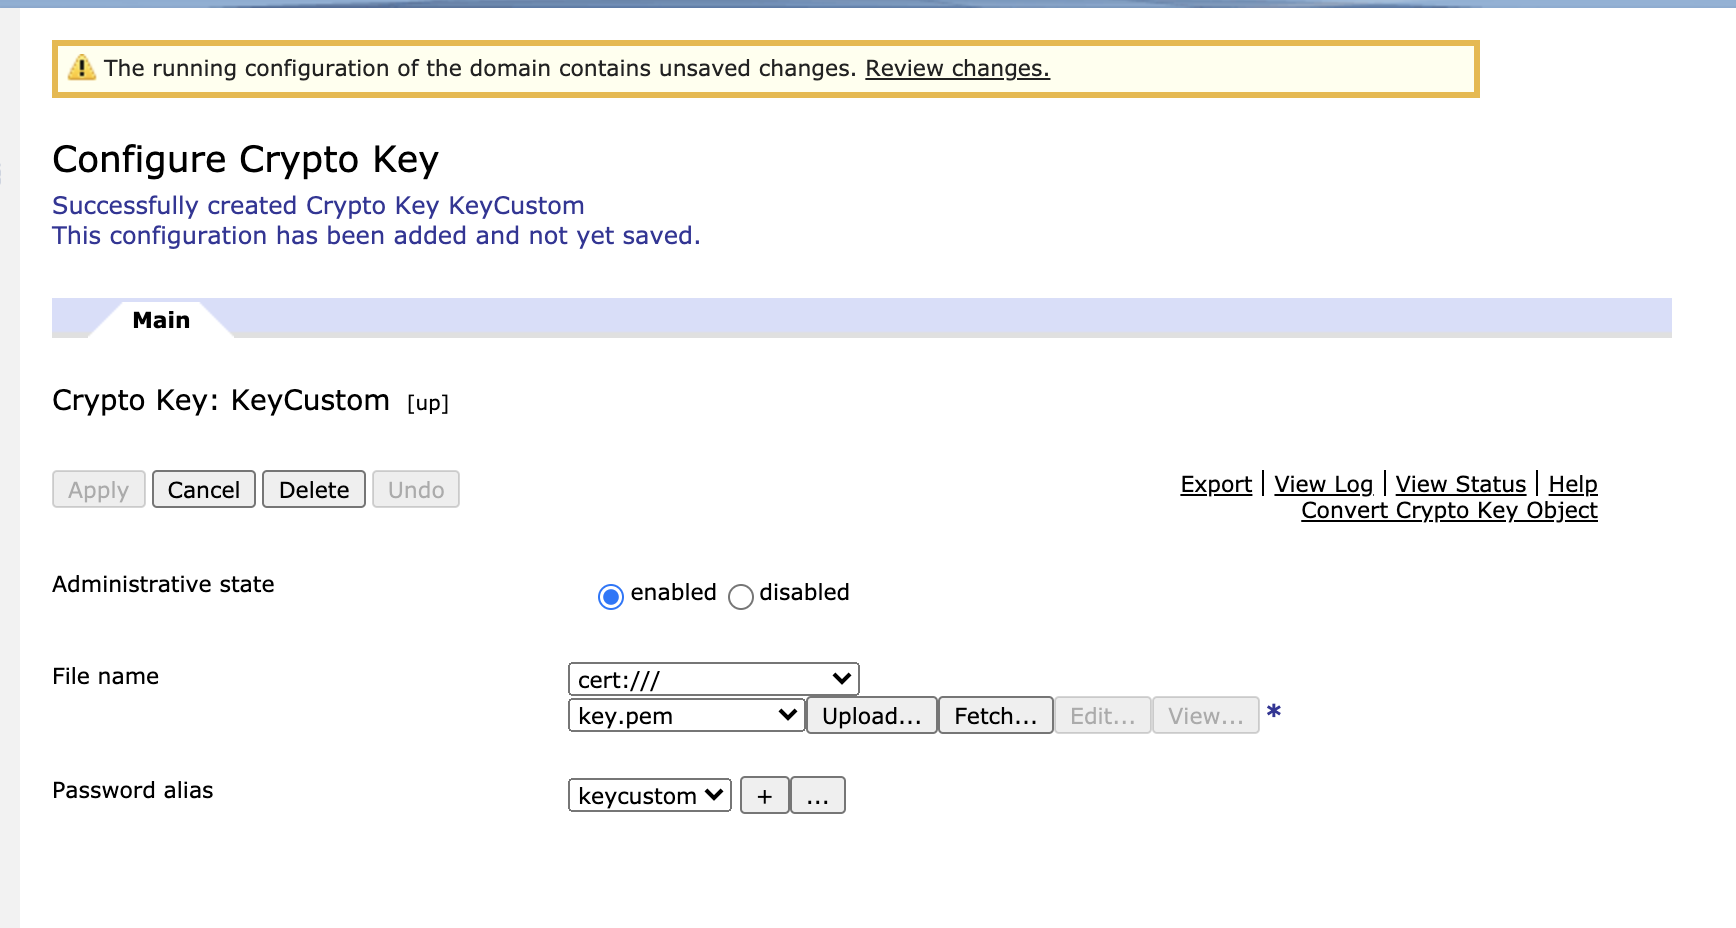 The running configuration of the domain contains unsaved changes. Review changes.
Configure Crypto Key
Successfully created Crypto Key KeyCustom
This configuration has been added and not yet saved.
Main
Crypto Key: KeyCustom [up]
Apply Cancel Delete Undo
Export | View Log | View Status | Help
Convert Crypto Key Object
Administrative state enabled disabled
File name cert:///
key.pem Upload... Fetch... Edit... View... *
Password alias keycustom + ...